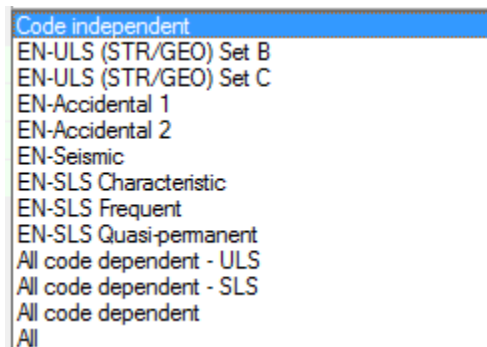 Code independent
EN-ULS (STR/GEO) Set B
EN-ULS (STR/GEO) Set C
EN-Accidental 1
EN-Accidental 2
EN-Seismic
EN-SLS Characteristic
EN-SLS Frequent
EN-SLS Quasi-permanent
All code dependent - ULS
All code dependent - SLS
All code dependent
All